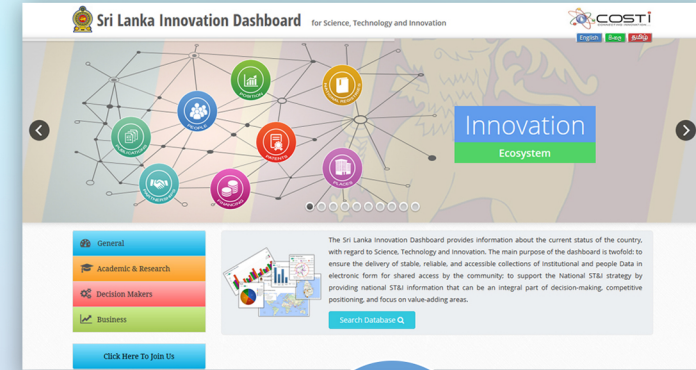 Sri Lanka Innovation Dashboard for Science, Technology and Innovation
COSTI
English සිංහල தமிழ்
POSITION
PEOPLE
PUBLICATIONS
PATENTS
PARTNERSHIPS
FINANCING
PLACES
Innovation
Ecosystem
General
Academic & Research
Decision Makers
Business
Click Here To Join Us
The Sri Lanka Innovation Dashboard provides information about the current status of the country,
with regard to Science, Technology and Innovation. The main purpose of the dashboard is twofold: to
ensure the delivery of stable, reliable, and accessible collections of Institutional and people Data in
electronic form for shared access by the community: to support the National ST&I strategy by
providing national ST&I information that can be an integral part of decision-making, competitive
positioning, and focus on value-adding areas.
Search Database